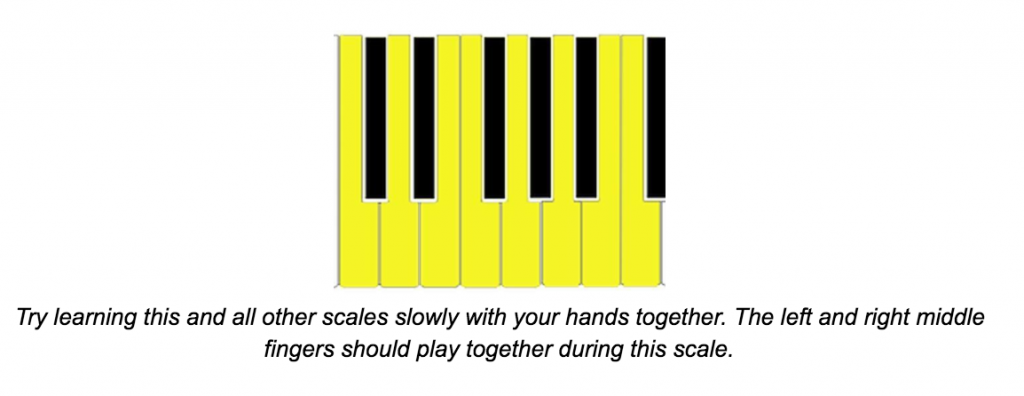 Try learning this and all other scales slowly with your hands together. The left and right middle
fingers should play together during this scale.